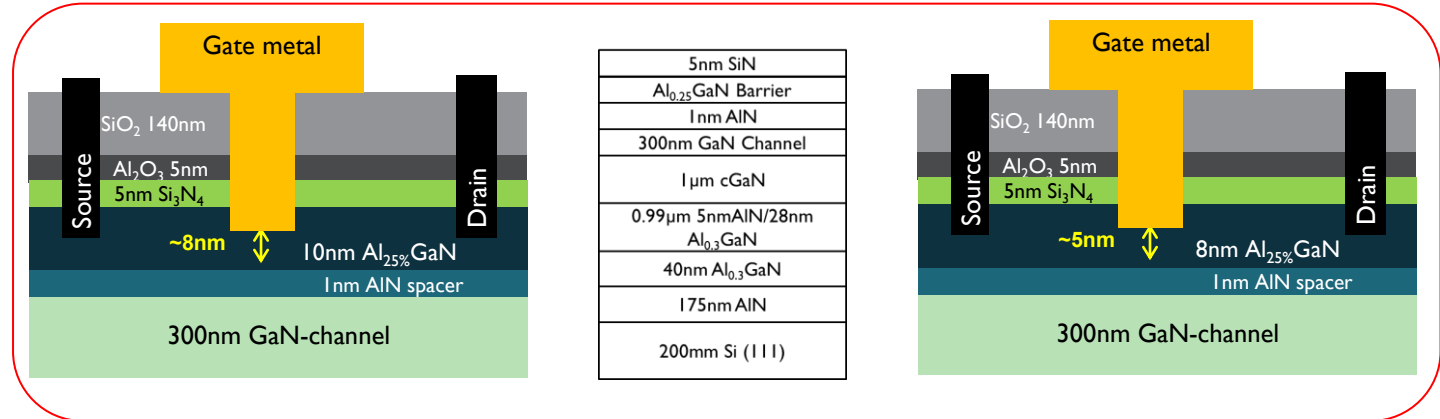 Gate metal
SiO₂ 140nm
Al₂O₃ 5nm
5nm Si₃N₄
Source
Drain
~8nm
10nm Al₂₅%GaN
1nm AlN spacer
300nm GaN-channel
5nm SiN
Al₀.₂₅GaN Barrier
1nm AlN
300nm GaN Channel
1µm cGaN
0.99µm 5nmAlN/28nm
Al₀.₃GaN
40nm Al₀.₃GaN
175nm AlN
200mm Si (111)
Gate metal
SiO₂ 140nm
Al₂O₃ 5nm
5nm Si₃N₄
Source
Drain
~5nm
8nm Al₂₅%GaN
1nm AlN spacer
300nm GaN-channel